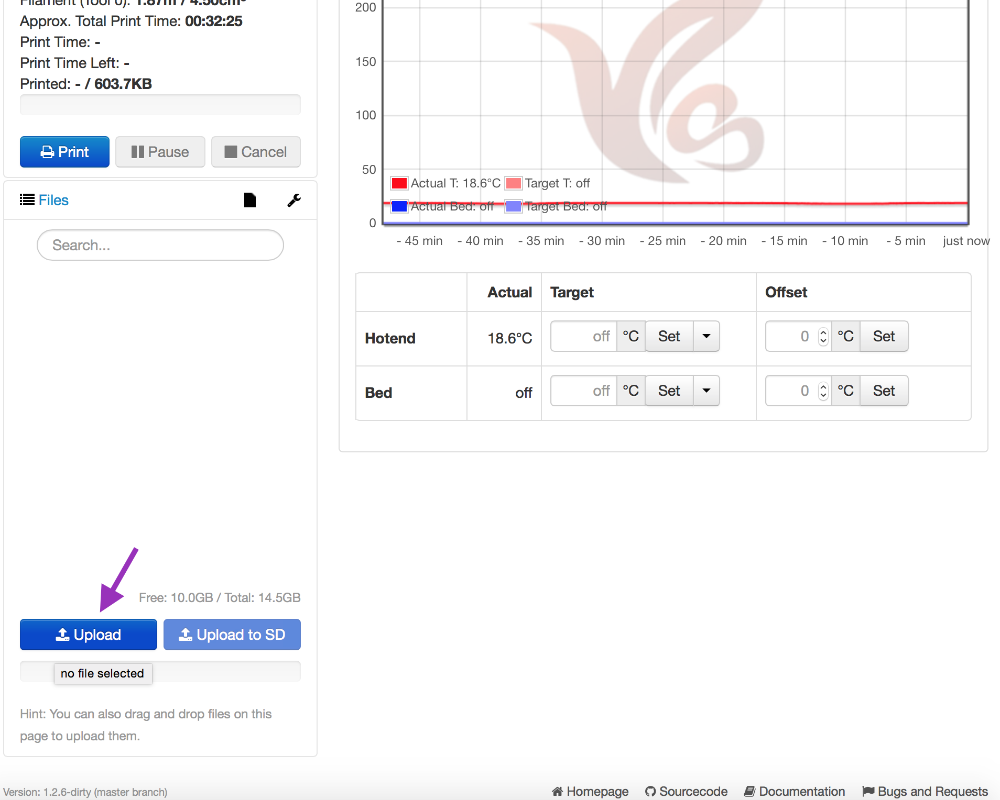 Filament (Tool 0): 1.87m / 4.50cm³
Approx. Total Print Time: 00:32:25
Print Time: -
Print Time Left: -
Printed: - / 603.7KB
Print
Pause
Cancel
Files
Search...
Free: 10.0GB / Total: 14.5GB
Upload
Upload to SD
no file selected
Hint: You can also drag and drop files on this
page to upload them.
200
150
100
50
0
Actual T: 18.6°C Target T: off
Actual Bed: off Target Bed: off
- 45 min - 40 min - 35 min - 30 min - 25 min - 20 min - 15 min - 10 min - 5 min just now
Actual Target Offset
Hotend 18.6°C off °C Set 0 °C Set
Bed off off °C Set 0 °C Set
Version: 1.2.6-dirty (master branch)
Homepage Sourcecode Documentation Bugs and Requests